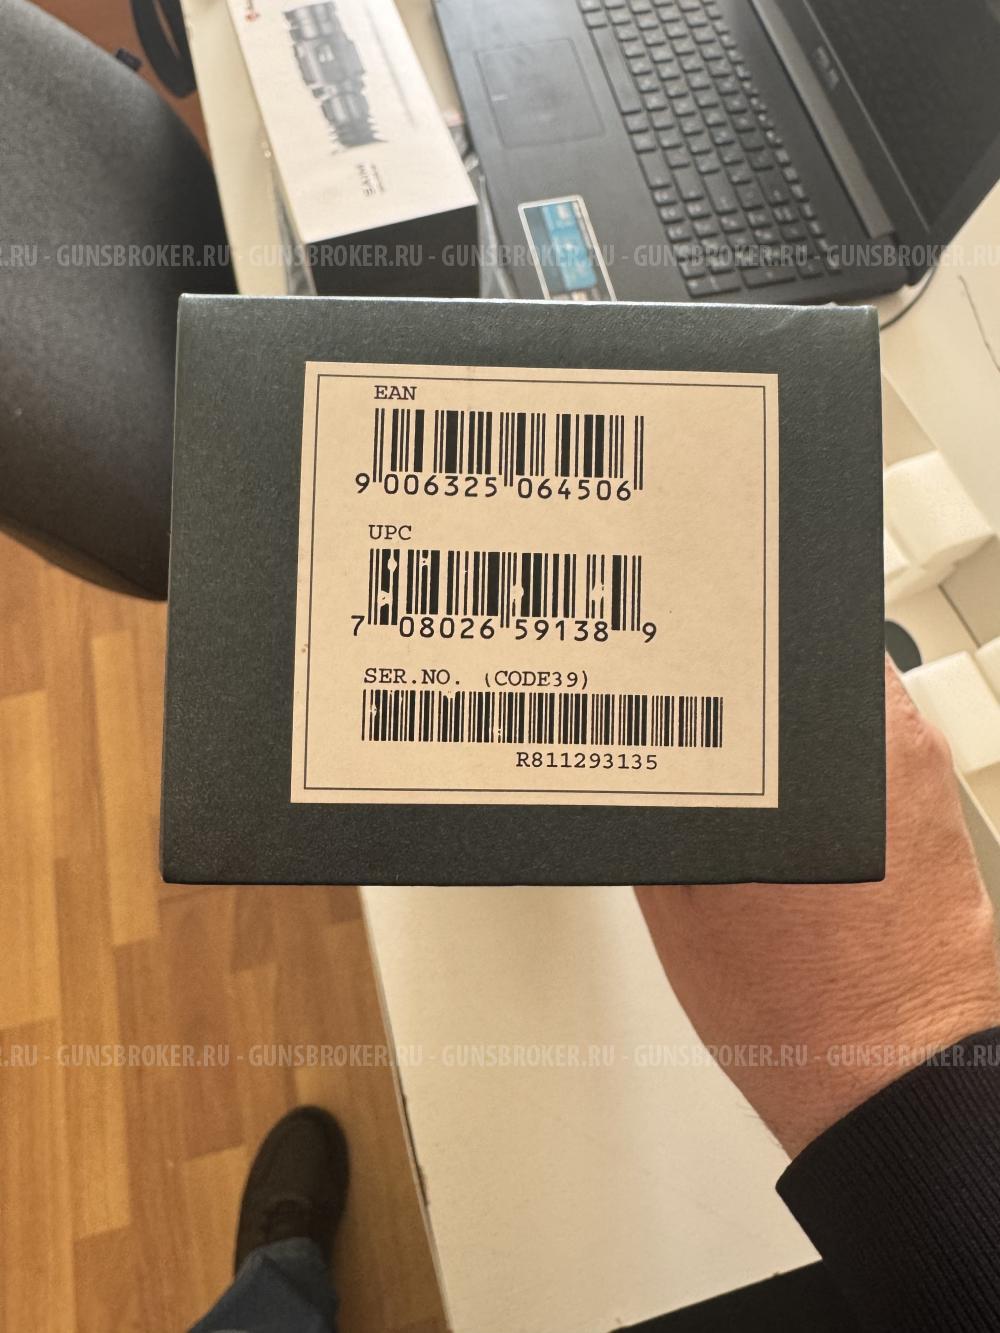 .RU - GUNSBROKER.RU - GUNSBROKER.RU - GUNSBROKER.RU - GUNSBROKER.RU - GUNSBROKER.RU
EAN
9 006325 064506
UPC
7 08026 59138 9
SER.NO. (CODE39)
R811293135
.RU - GUNSBROKER.RU - GUNSBROKER.RU - GUNSBROKER.RU - GUNSBROKER.RU - GUNSBROKER.RU